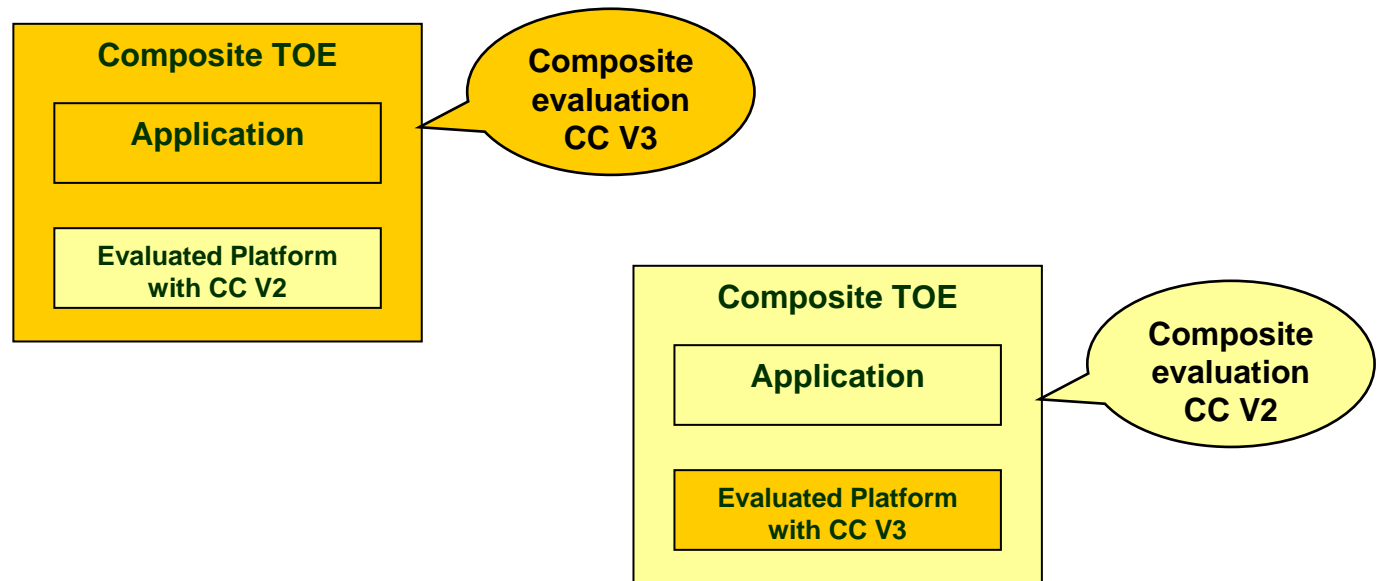 Composite TOE
Application
Evaluated Platform
with CC V2
Composite
evaluation
CC V3
Composite TOE
Application
Evaluated Platform
with CC V3
Composite
evaluation
CC V2